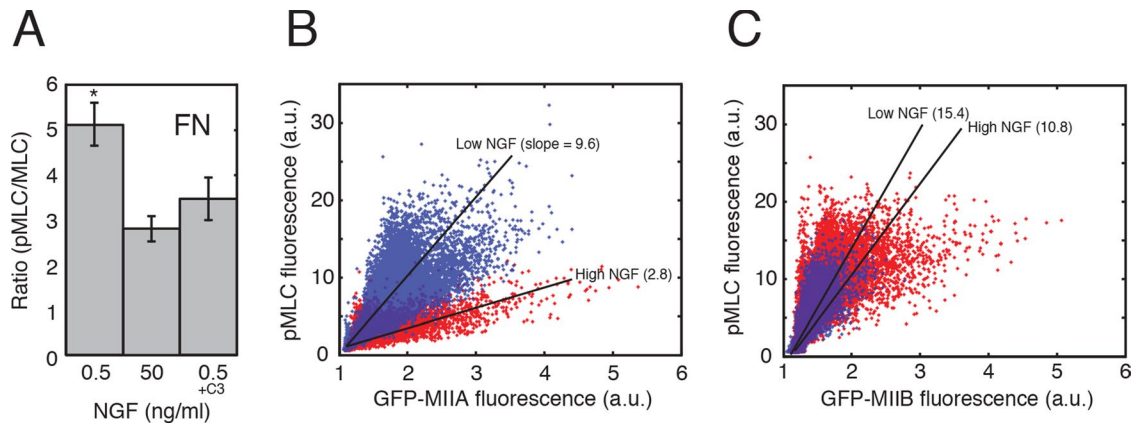 A
6
5
4
3
2
1
0
Ratio (pMLC/MLC)
*
FN
0.5 50 0.5
+C3
NGF (ng/ml)
B
30
20
10
0
pMLC fluorescence (a.u.)
Low NGF (slope = 9.6)
High NGF (2.8)
1 2 3 4 5 6
GFP-MIIA fluorescence (a.u.)
C
30
20
10
0
pMLC fluorescence (a.u.)
Low NGF (15.4)
High NGF (10.8)
1 2 3 4 5 6
GFP-MIIB fluorescence (a.u.)